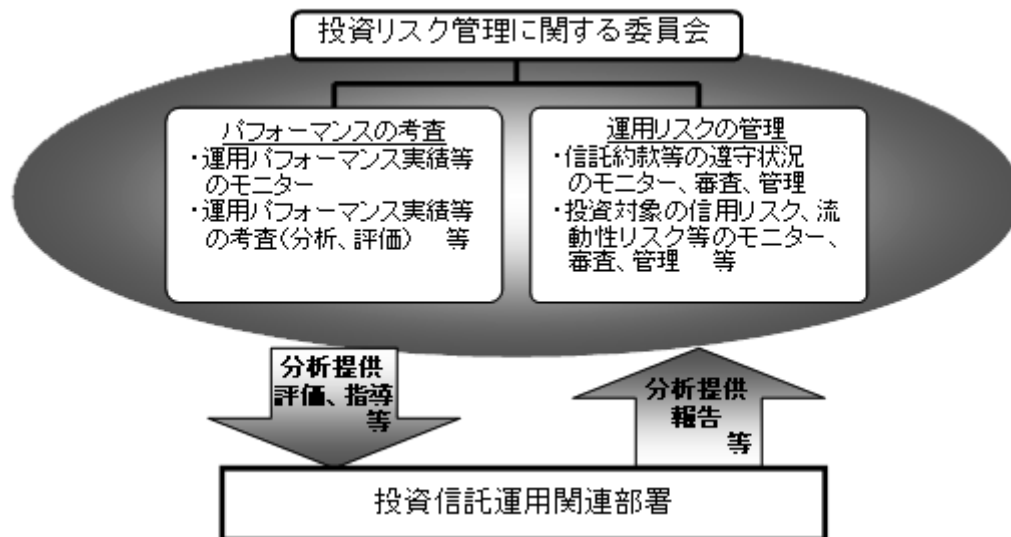 投資リスク管理に関する委員会
パフォーマンスの考査
・運用パフォーマンス実績等
のモニター
・運用パフォーマンス実績等
の考査(分析、評価) 等
運用リスクの管理
・信託約款等の遵守状況
のモニター、審査、管理
・投資対象の信用リスク、流
動性リスク等のモニター、
審査、管理 等
分析提供
評価、指導
等
分析提供
報告
等
投資信託運用関連部署